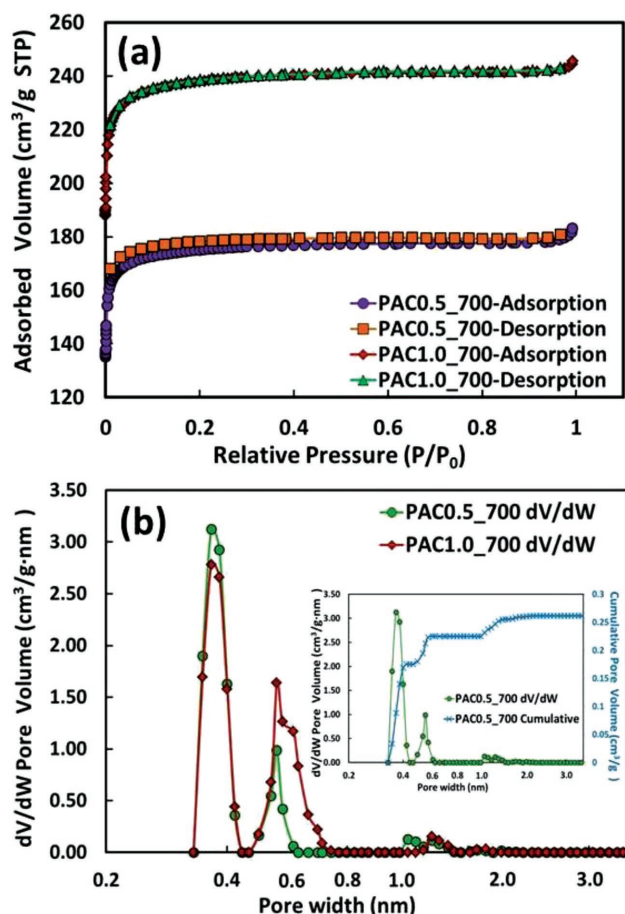 260
240
220
200
180
160
140
120
Adsorbed Volume (cm³/g STP)
(a)
PAC0.5_700-Adsorption
PAC0.5_700-Desorption
PAC1.0_700-Adsorption
PAC1.0_700-Desorption
0 0.2 0.4 0.6 0.8 1
Relative Pressure (P/P₀)
3.50
3.00
2.50
2.00
1.50
1.00
0.50
0.00
dV/dW Pore Volume (cm³/g·nm)
(b)
PAC0.5_700 dV/dW
PAC1.0_700 dV/dW
3.50
3.00
2.50
2.00
1.50
1.00
0.50
0.00
dV/dW Pore Volume (cm³/g·nm)
PAC0.5_700 dV/dW
PAC0.5_700 Cumulative
0.3
0.25
0.2
0.15
0.1
0.05
0
Cumulative Pore
Volume (cm³/g)
0.2 0.4 0.6 0.8 1.0 2.0 3.0
Pore width (nm)
0.2 0.4 0.6 1.0 2.0 3.0
Pore width (nm)